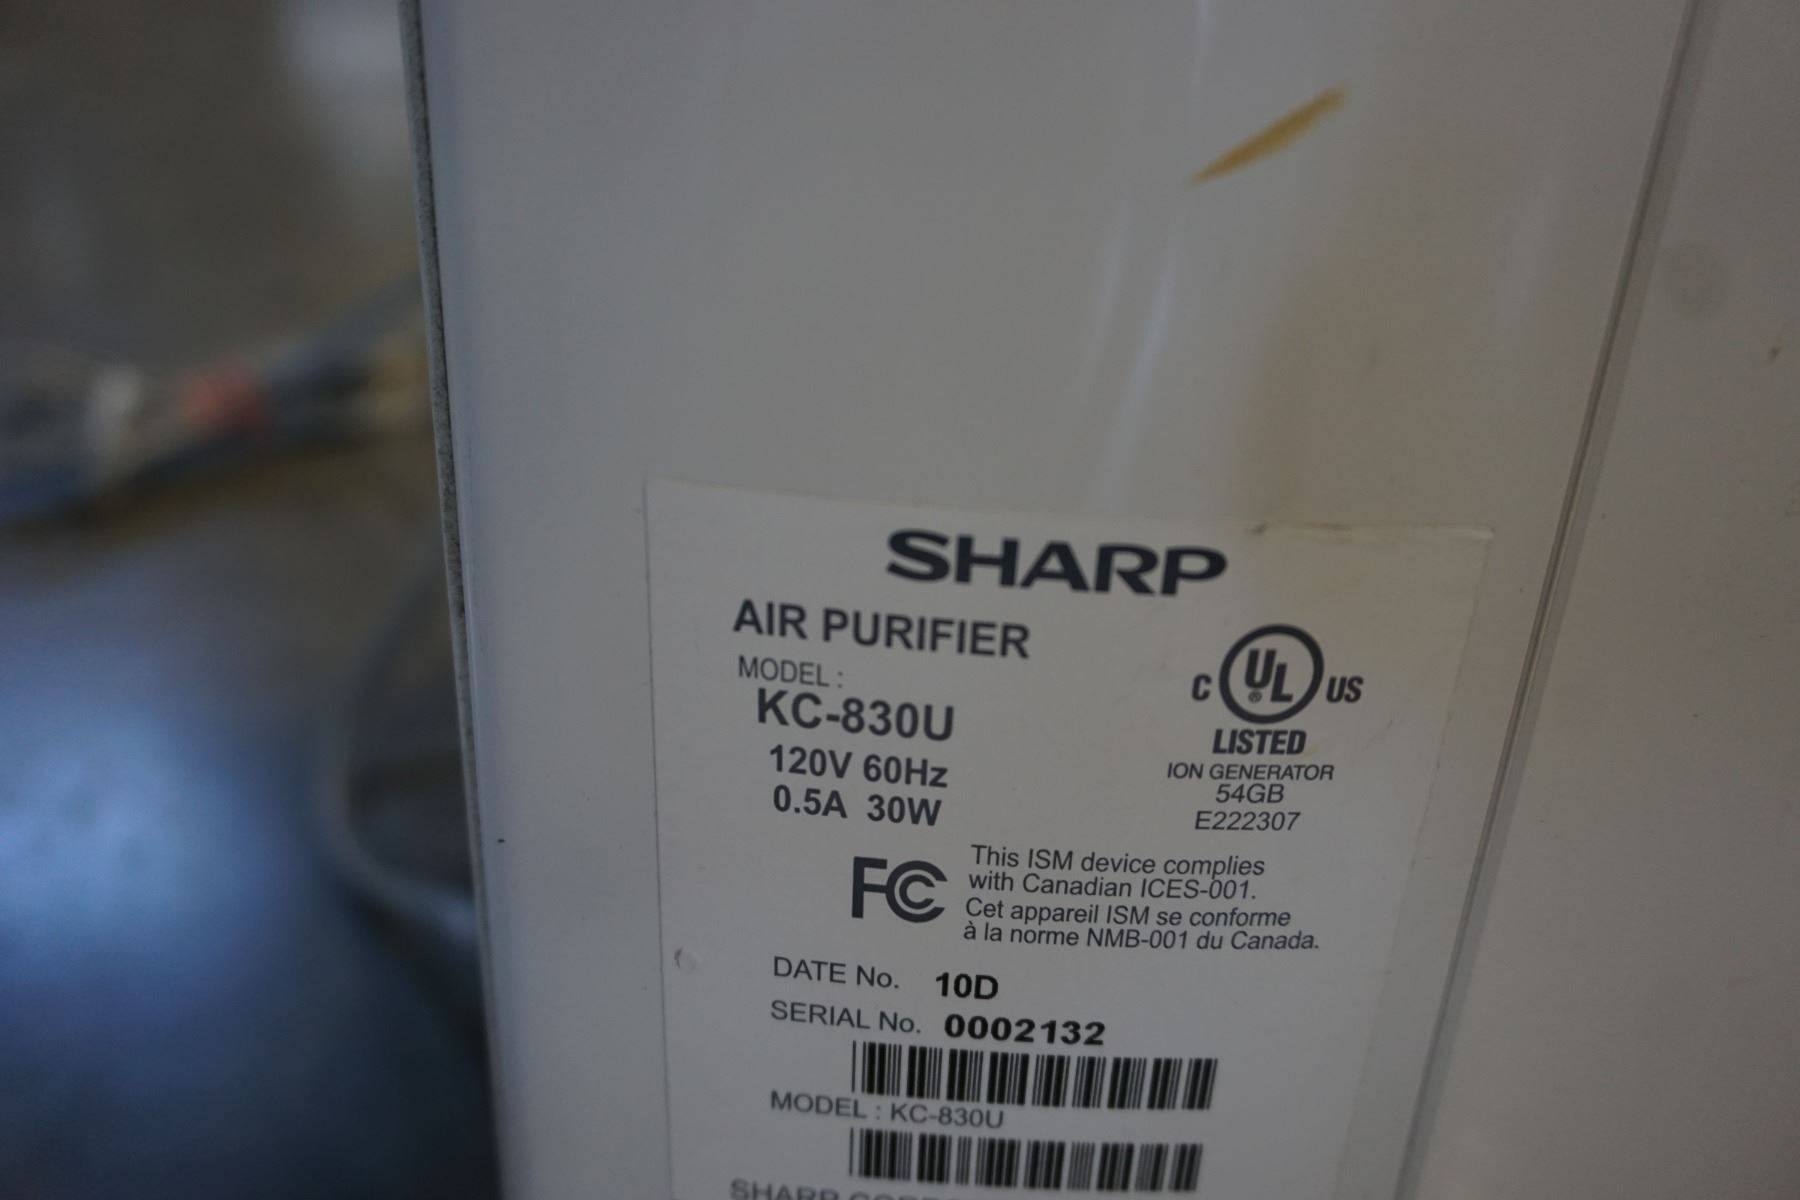 SHARP
AIR PURIFIER
MODEL :
KC-830U
120V 60Hz
0.5A 30W
C UL® US
LISTED
ION GENERATOR
54GB
E222307
FC
This ISM device complies
with Canadian ICES-001.
Cet appareil ISM se conforme
à la norme NMB-001 du Canada.
DATE No. 10D
SERIAL No. 0002132
MODEL : KC-830U
SHARP